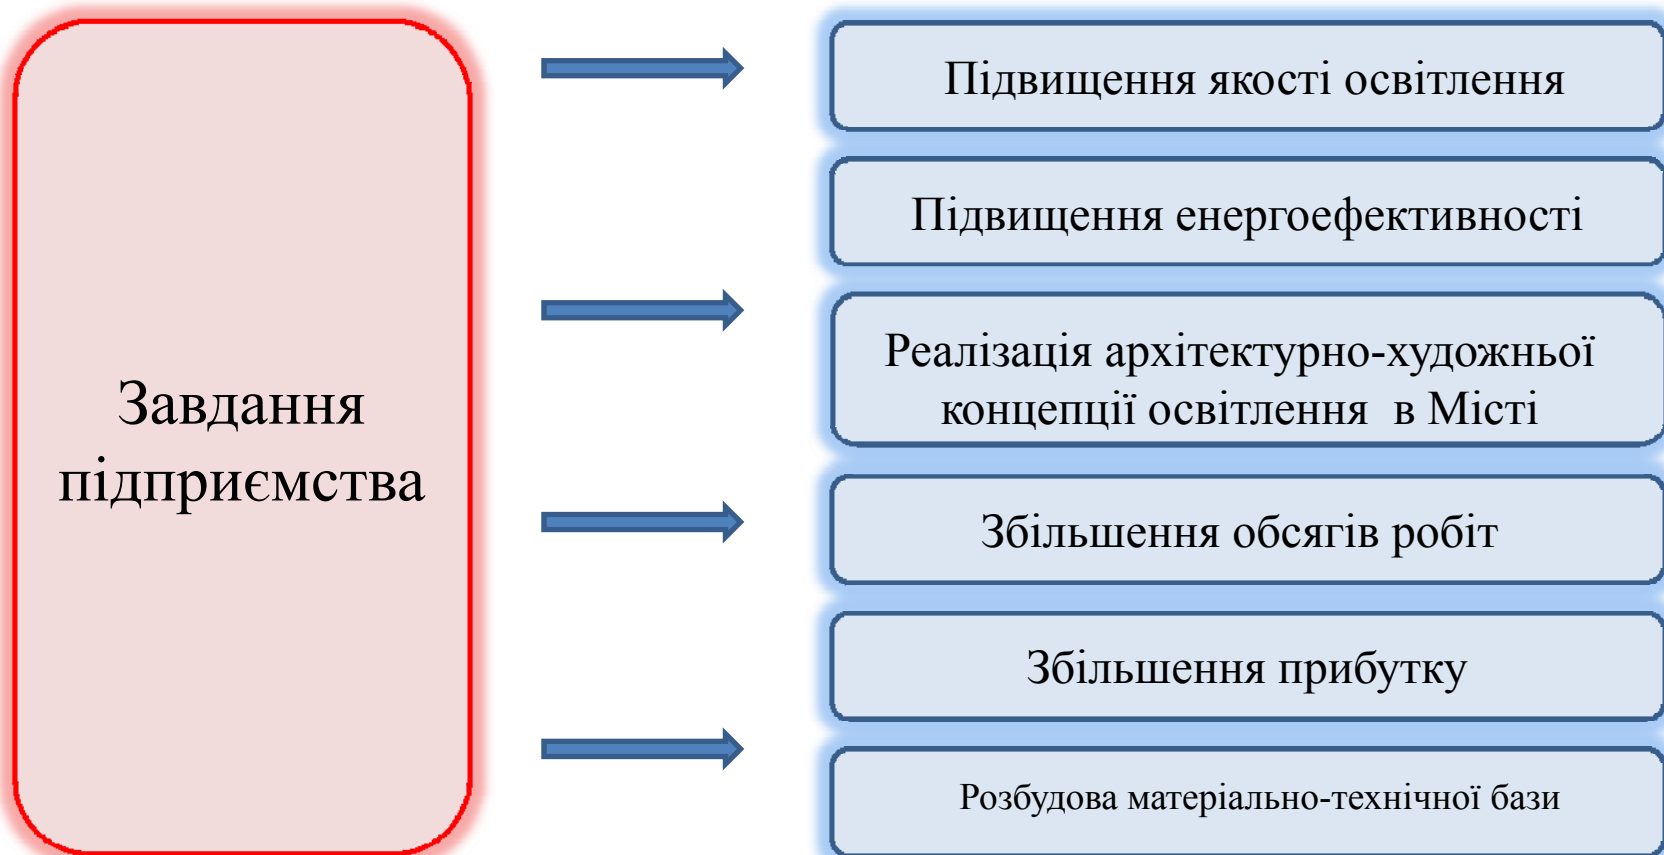 Завдання
підприємства
Підвищення якості освітлення
Підвищення енергоефективності
Реалізація архітектурно-художньої
концепції освітлення в Місті
Збільшення обсягів робіт
Збільшення прибутку
Розбудова матеріально-технічної бази